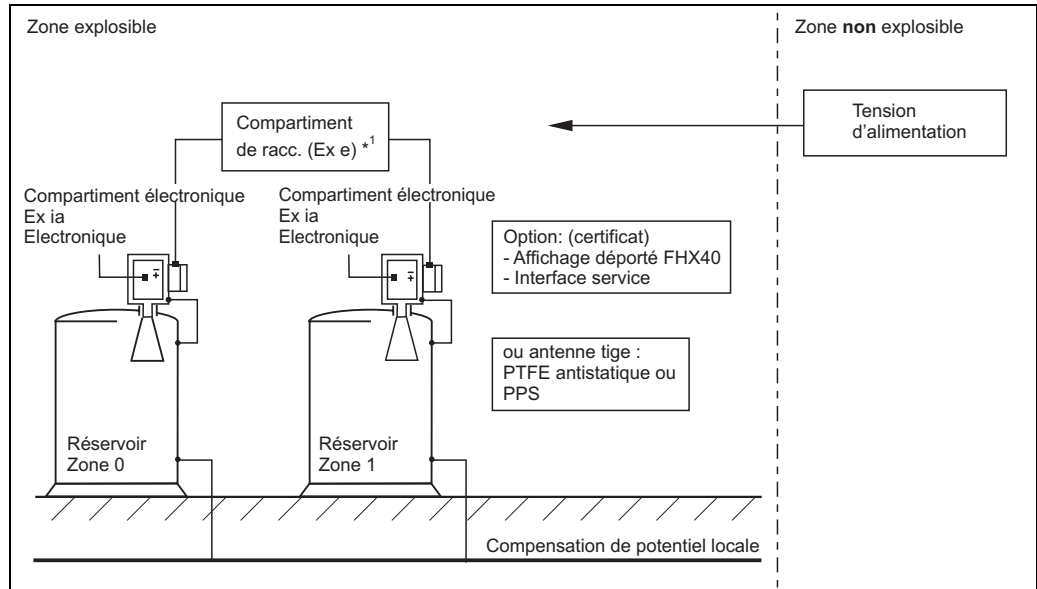 Zone explosible
Zone non explosible
Tension
d'alimentation
Compartiment
de racc. (Ex e) *1
Compartiment électronique
Ex ia
Electronique
Compartiment électronique
Ex ia
Electronique
Option: (certificat)
- Affichage déporté FHX40
- Interface service
ou antenne tige :
PTFE antistatique ou
PPS
Réservoir
Zone 0
Réservoir
Zone 1
Compensation de potentiel locale